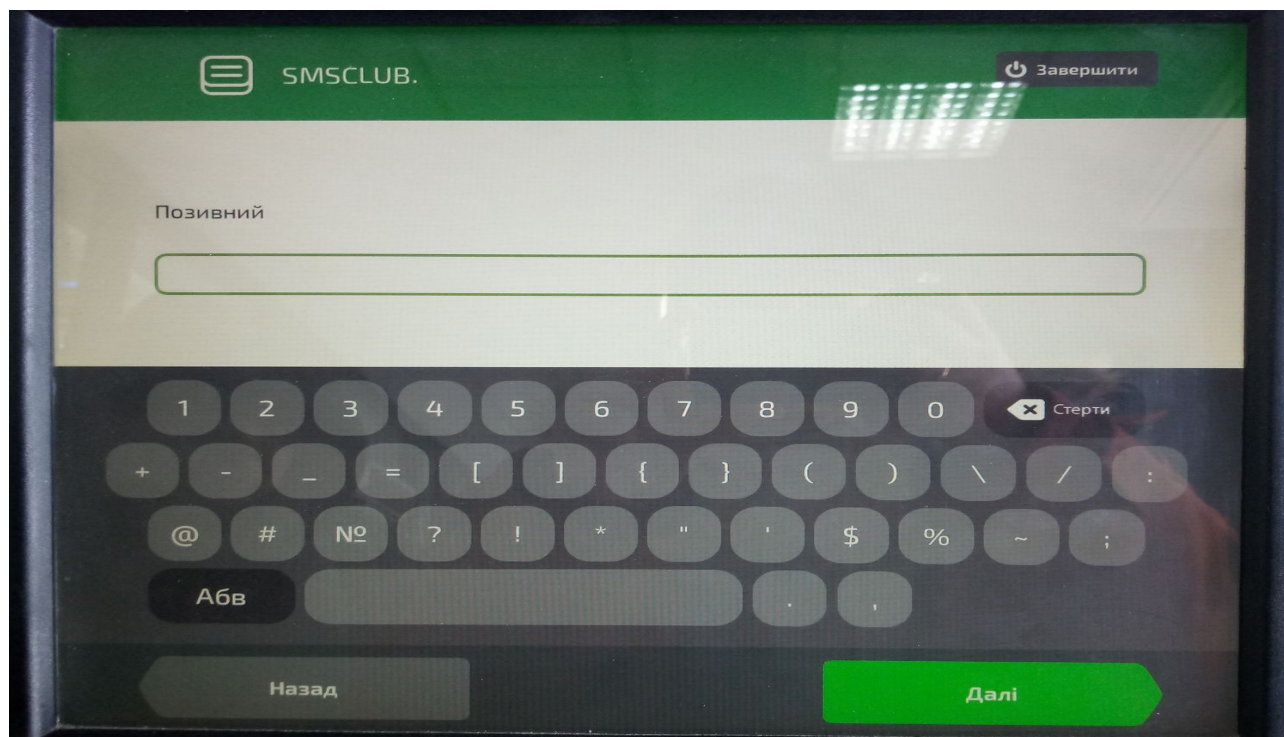 SMSCLUB.
Завершити
Позивний
1 2 3 4 5 6 7 8 9 0 Стерти
+ - _ = [ ] { } ( ) \ / :
@ # № ? ! * " ' $ % ~ ;
Абв . ,
Назад
Далі